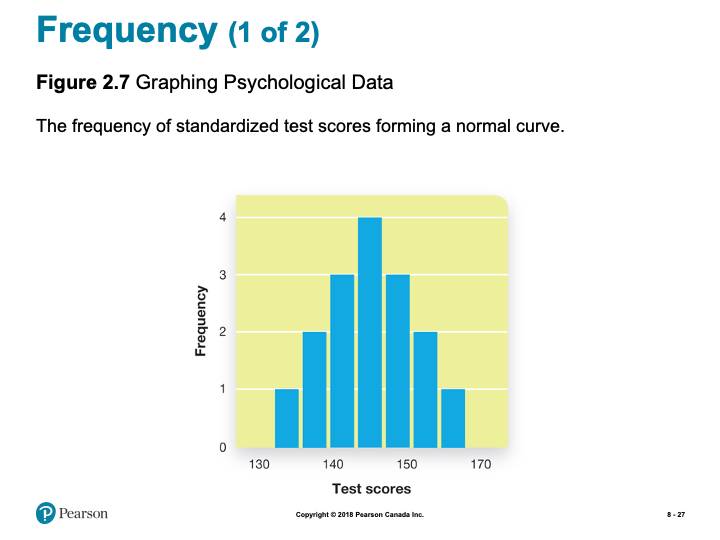 Frequency (1 of 2)
Figure 2.7 Graphing Psychological Data
The frequency of standardized test scores forming a normal curve.
4
3
2
1
0
Frequency
130 140 150 170
Test scores
Pearson
Copyright © 2018 Pearson Canada Inc.
8 - 27